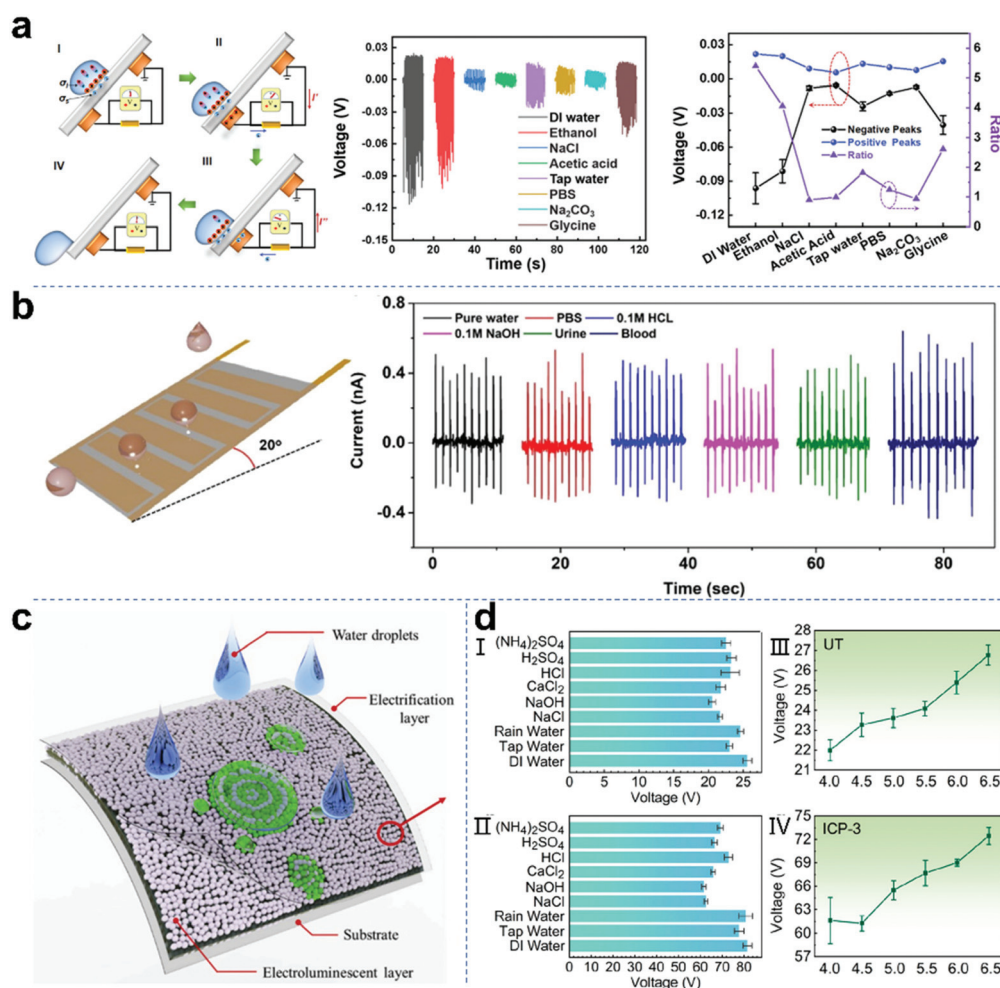 a
I
II
σl
σs
I'
IV
III
I''
0.03
0.00
-0.03
-0.06
-0.09
-0.12
-0.15
Voltage (V)
DI water
Ethanol
NaCl
Acetic acid
Tap water
PBS
Na2CO3
Glycine
0 20 40 60 80 100 120
Time (s)
0.03
0.00
-0.03
-0.06
-0.09
-0.12
Voltage (V)
Negative Peaks
Positive Peaks
Ratio
6
5
4
3
2
1
0
Ratio
DI Water
Ethanol
NaCl
Acetic Acid
Tap water
PBS
Na2CO3
Glycine
b
20°
0.8
0.4
0.0
-0.4
Current (nA)
Pure water PBS 0.1M HCL
0.1M NaOH Urine Blood
0 20 40 60 80
Time (sec)
c
Water droplets
Electrification
layer
Substrate
Electroluminescent layer
d
I
(NH4)2SO4
H2SO4
HCl
CaCl2
NaOH
NaCl
Rain Water
Tap Water
DI Water
0 5 10 15 20 25
Voltage (V)
III
UT
28
27
26
25
24
23
22
21
Voltage (V)
4.0 4.5 5.0 5.5 6.0 6.5
II
(NH4)2SO4
H2SO4
HCl
CaCl2
NaOH
NaCl
Rain Water
Tap Water
DI Water
0 10 20 30 40 50 60 70 80
Voltage (V)
IV
ICP-3
75
72
69
66
63
60
57
Voltage (V)
4.0 4.5 5.0 5.5 6.0 6.5